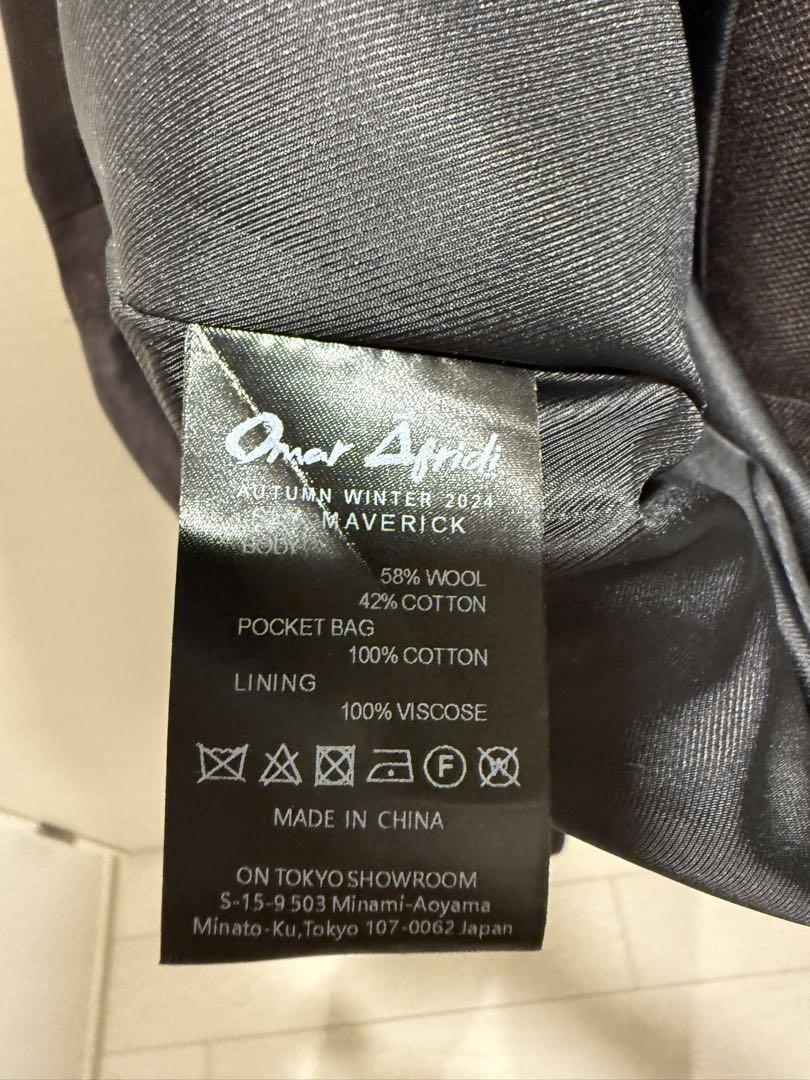 Omar Afridi
AUTUMN WINTER 2024
MAVERICK
BODY
58% WOOL
42% COTTON
POCKET BAG
100% COTTON
LINING
100% VISCOSE
F W
MADE IN CHINA
ON TOKYO SHOWROOM
S-15-9 503 Minami-Aoyama
Minato-Ku,Tokyo 107-0062 Japan